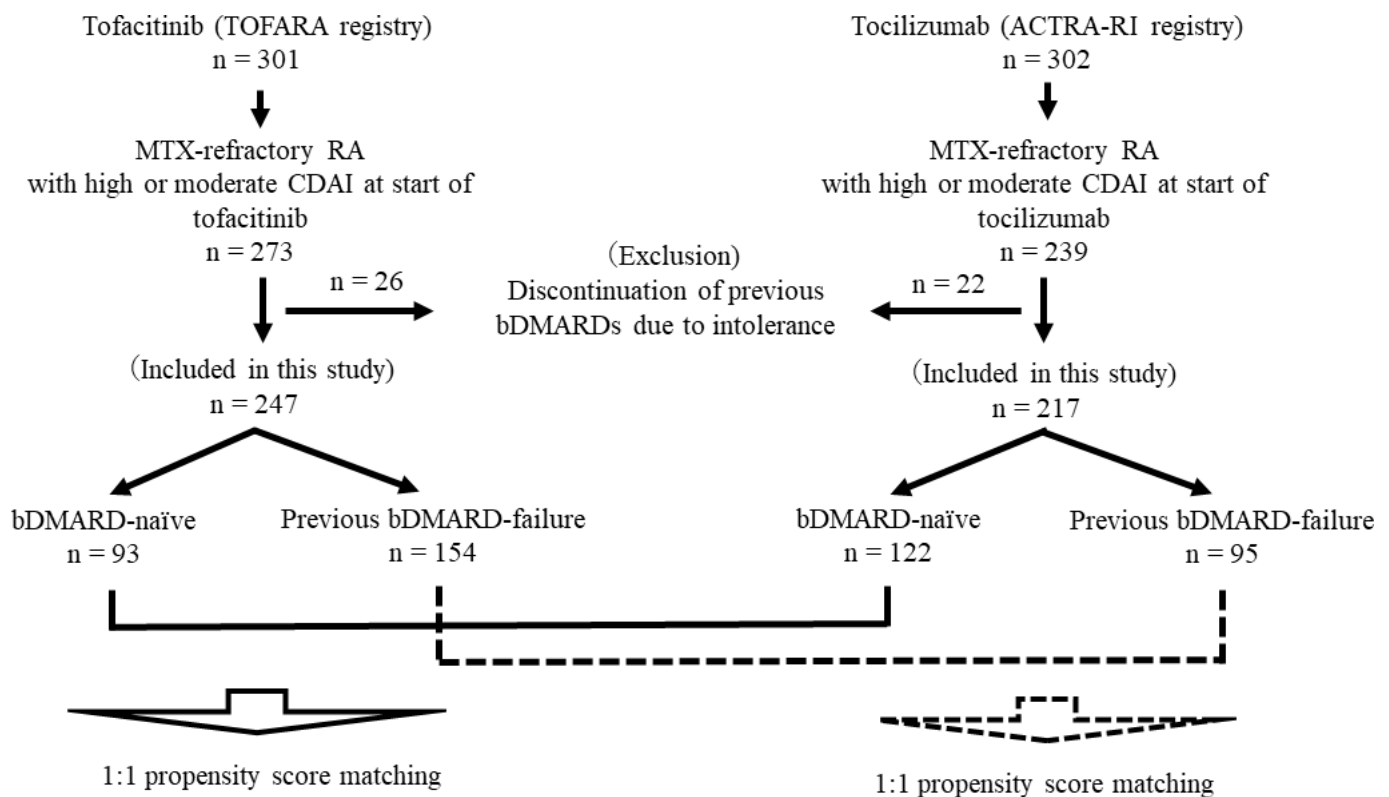 Tofacitinib (TOFARA registry)
n = 301
Tocilizumab (ACTRA-RI registry)
n = 302
MTX-refractory RA
with high or moderate CDAI at start of
tofacitinib
n = 273
MTX-refractory RA
with high or moderate CDAI at start of
tocilizumab
n = 239
(Exclusion)
Discontinuation of previous
bDMARDs due to intolerance
n = 26
n = 22
(Included in this study)
n = 247
(Included in this study)
n = 217
bDMARD-naïve
n = 93
Previous bDMARD-failure
n = 154
bDMARD-naïve
n = 122
Previous bDMARD-failure
n = 95
1:1 propensity score matching
1:1 propensity score matching